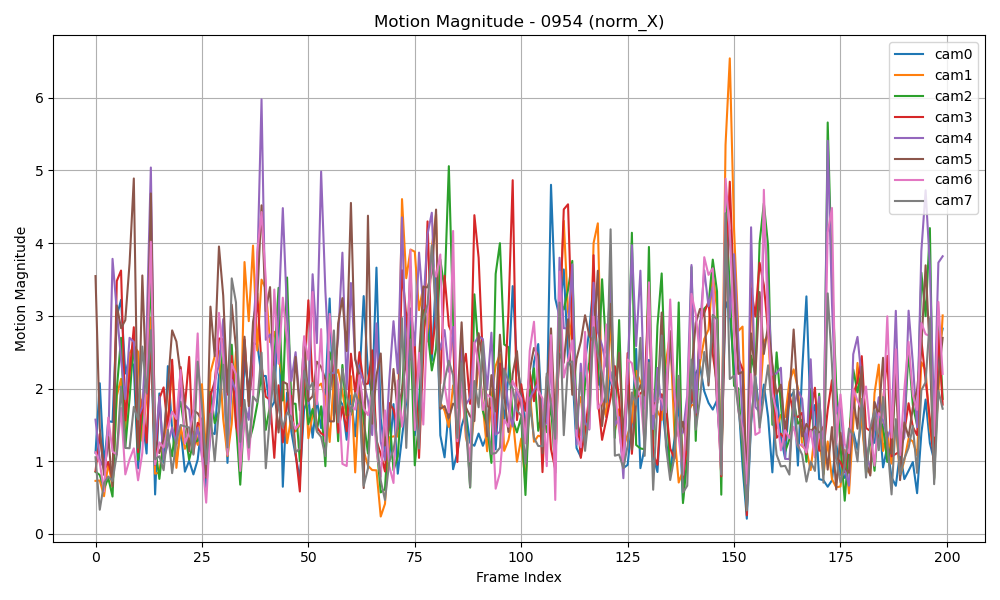 Motion Magnitude - 0954 (norm_X)
Motion Magnitude
6
5
4
3
2
1
0
0 25 50 75 100 125 150 175 200
Frame Index
cam0
cam1
cam2
cam3
cam4
cam5
cam6
cam7